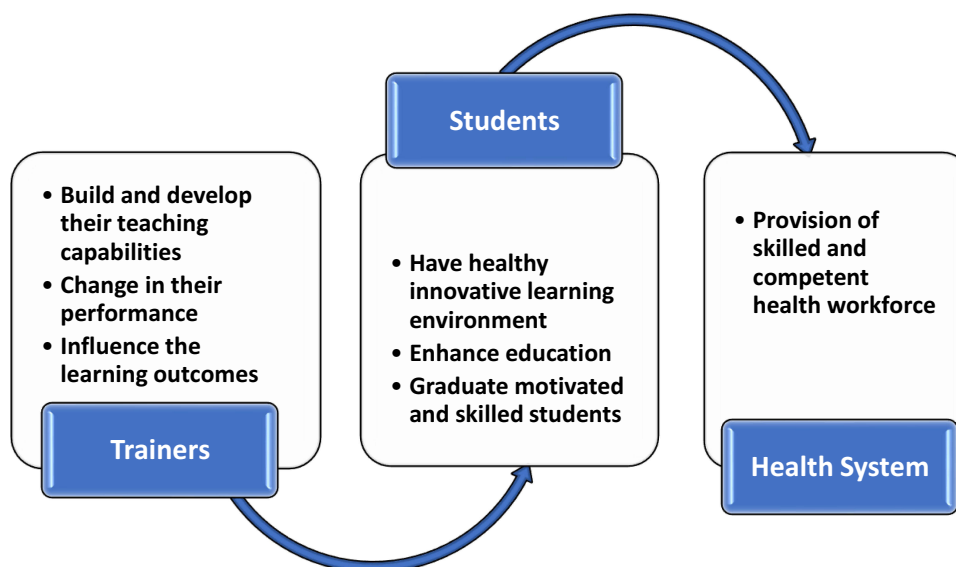 • Build and develop
their teaching
capabilities
• Change in their
performance
• Influence the
learning outcomes
Trainers
Students
• Have healthy
innovative learning
environment
• Enhance education
• Graduate motivated
and skilled students
• Provision of
skilled and
competent
health workforce
Health System